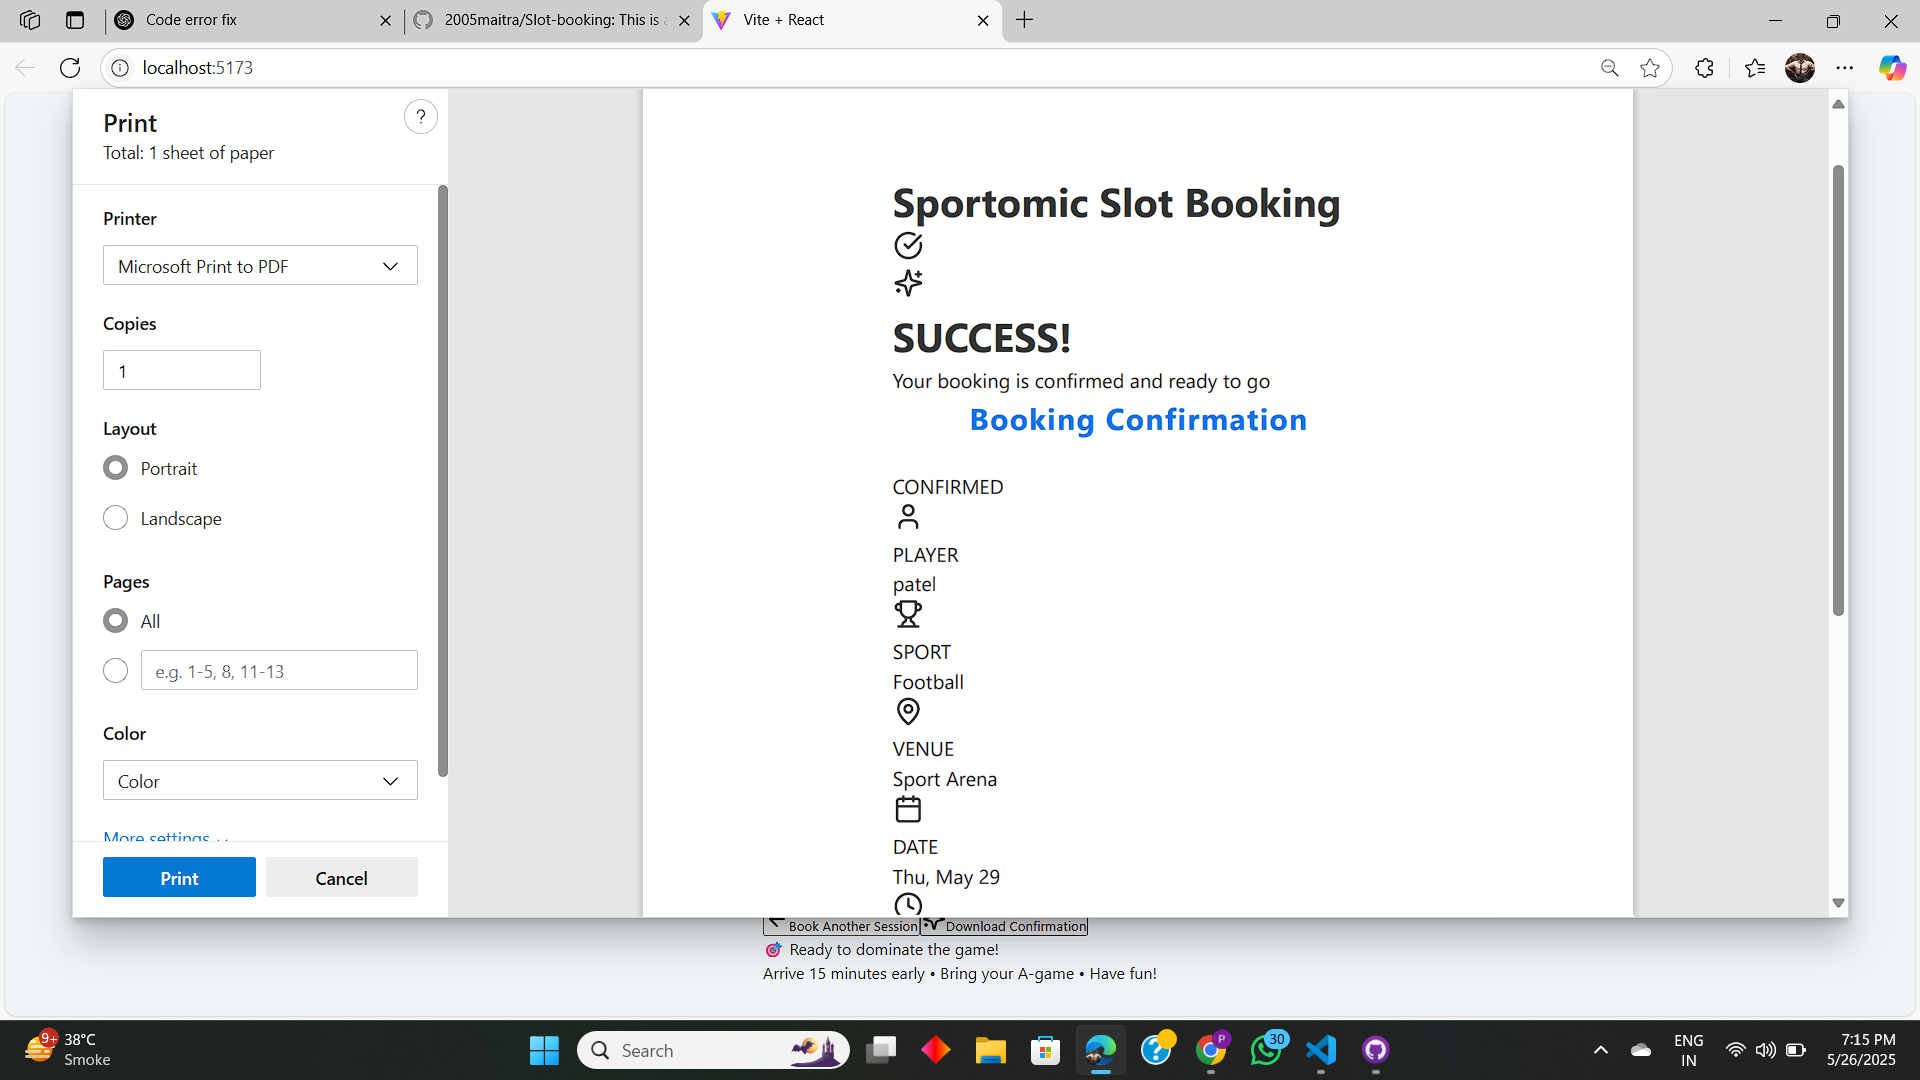 Code error fix
2005maitra/Slot-booking: This is a
Vite + React
localhost:5173
Print
Total: 1 sheet of paper
?
Printer
Microsoft Print to PDF
Copies
1
Layout
Portrait
Landscape
Pages
All
e.g. 1-5, 8, 11-13
Color
Color
More settings
Print
Cancel
Sportomic Slot Booking
SUCCESS!
Your booking is confirmed and ready to go
Booking Confirmation
CONFIRMED
PLAYER
patel
SPORT
Football
VENUE
Sport Arena
DATE
Thu, May 29
Book Another Session
Download Confirmation
🎯 Ready to dominate the game!
Arrive 15 minutes early • Bring your A-game • Have fun!
9+
38°C
Smoke
Search
P
30
ENG
IN
7:15 PM
5/26/2025